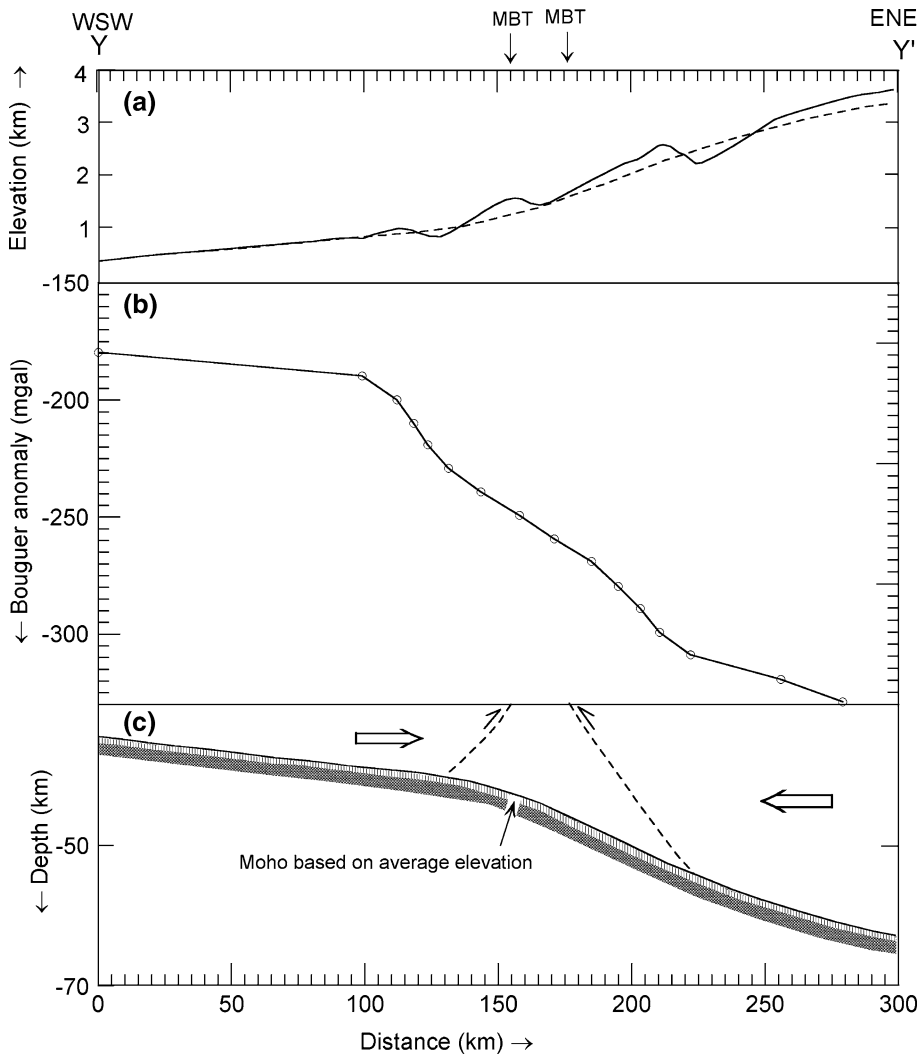 WSW
Y
MBT
MBT
ENE
Y'
(a)
Elevation (km) →
4
3
2
1
(b)
← Bouguer anomaly (mgal)
-150
-200
-250
-300
(c)
← Depth (km)
-50
-70
Moho based on average elevation
0
50
100
150
200
250
300
Distance (km) →